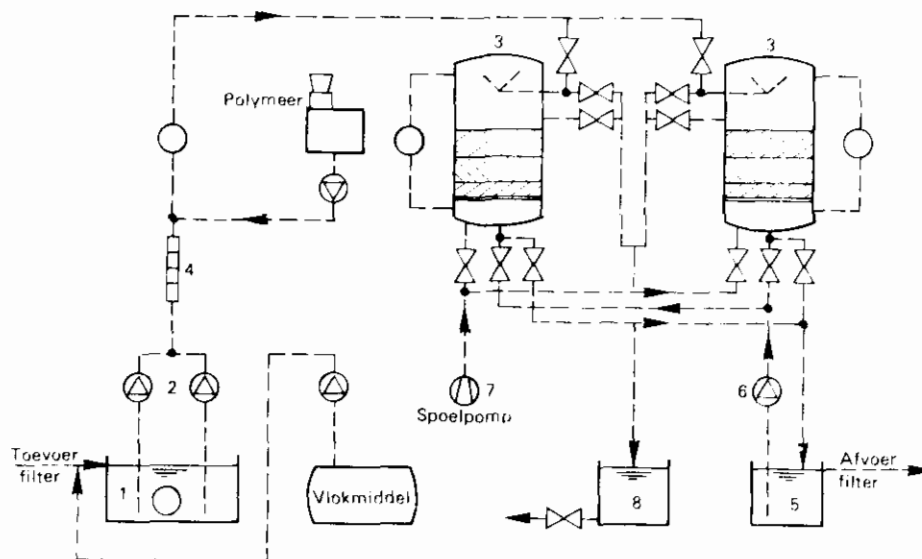 3
3
Polymeer
4
2
7
Spoelpomp
6
Toevoer
filter
1
Vlokmiddel
8
5
Afvoer
filter